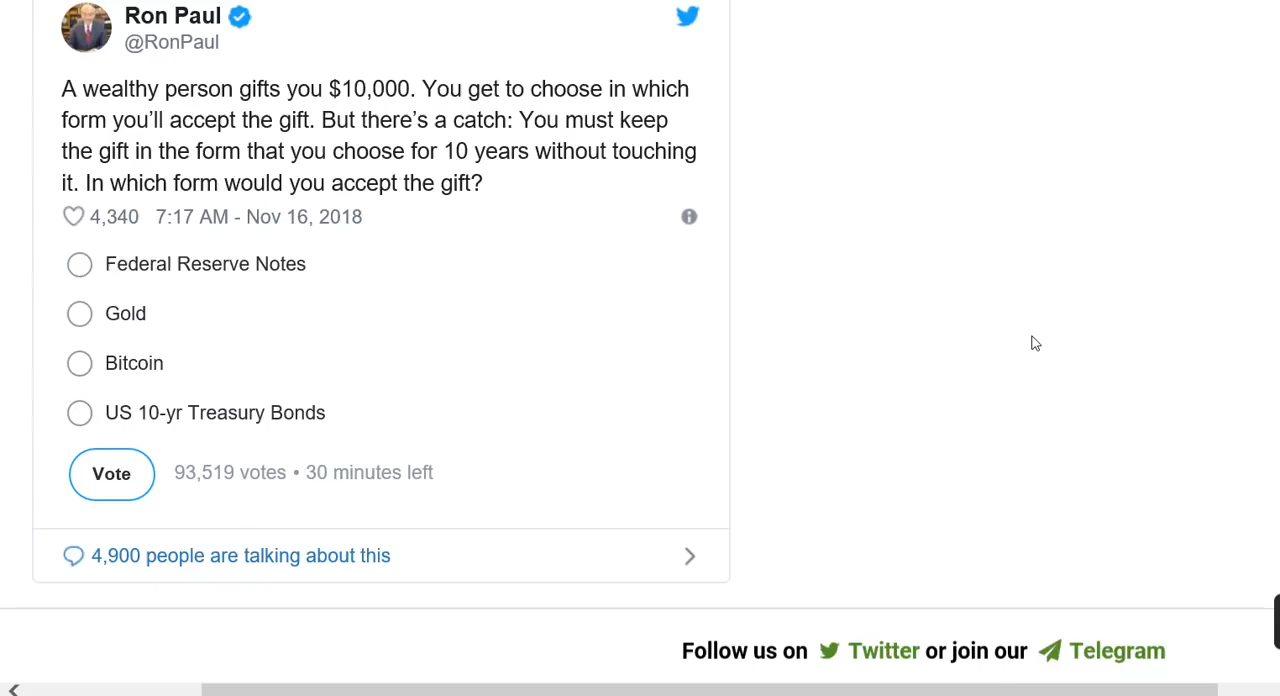 Ron Paul
@RonPaul
A wealthy person gifts you $10,000. You get to choose in which
form you’ll accept the gift. But there’s a catch: You must keep
the gift in the form that you choose for 10 years without touching
it. In which form would you accept the gift?
4,340 7:17 AM - Nov 16, 2018
Federal Reserve Notes
Gold
Bitcoin
US 10-yr Treasury Bonds
Vote 93,519 votes • 30 minutes left
4,900 people are talking about this
Follow us on Twitter or join our Telegram